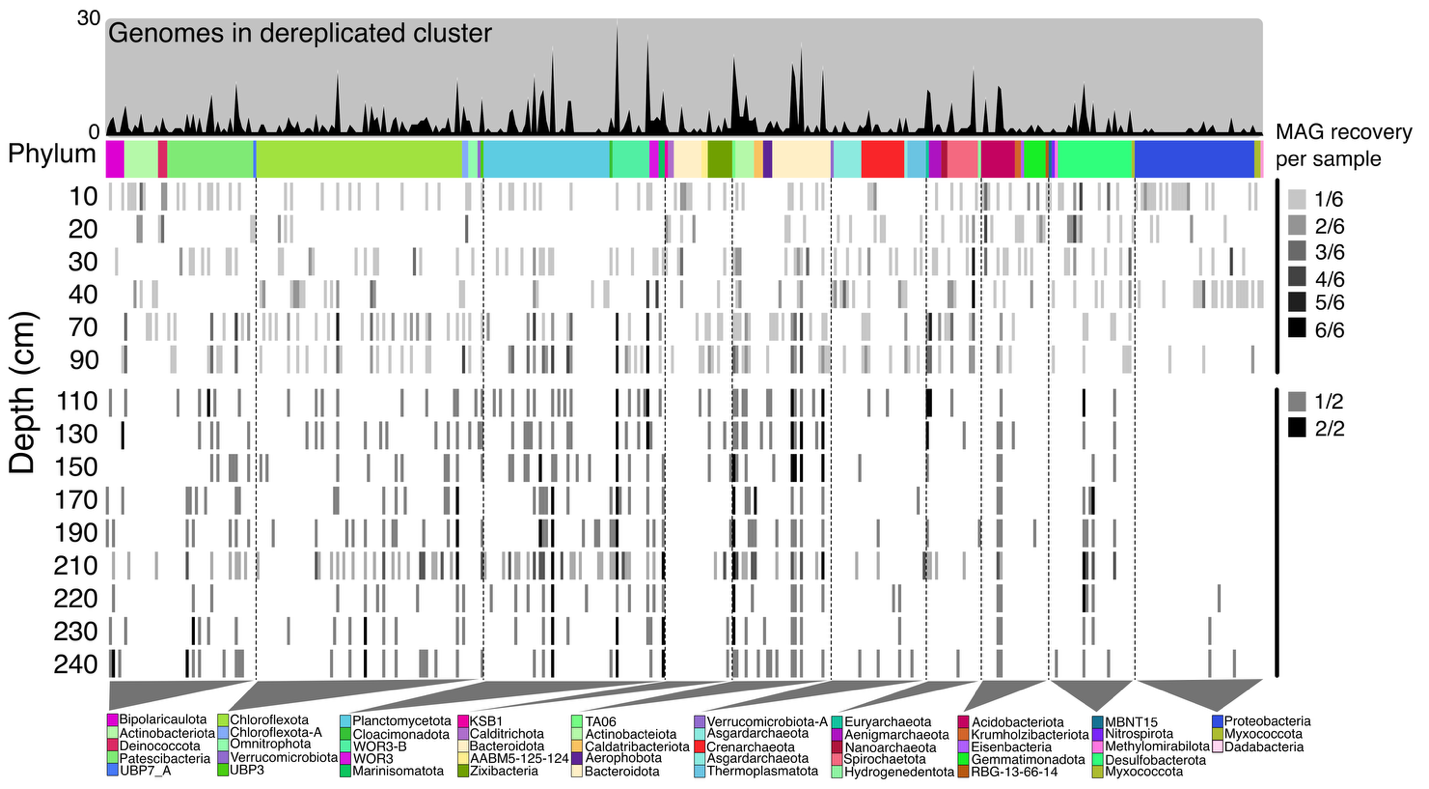 30
Genomes in dereplicated cluster
0
Phylum
MAG recovery
per sample
Depth (cm)
10
20
30
40
70
90
110
130
150
170
190
210
220
230
240
1/6
2/6
3/6
4/6
5/6
6/6
1/2
2/2
Bipolaricaulota
Actinobacteriota
Deinococcota
Patescibacteria
UBP7_A
Chloroflexota
Chloroflexota-A
Omnitrophota
Verrucomicrobiota
UBP3
Planctomycetota
Cloacimonadota
WOR3-B
WOR3
Marinisomatota
KSB1
Calditrichota
Bacteroidota
AABM5-125-124
Zixibacteria
TA06
Actinobacteiota
Caldatribacteriota
Aerophobota
Bacteroidota
Verrucomicrobiota-A
Asgardarchaeota
Crenarchaeota
Asgardarchaeota
Thermoplasmatota
Euryarchaeota
Aenigmarchaeota
Nanoarchaeota
Spirochaetota
Hydrogenedentota
Acidobacteriota
Krumholzibacteriota
Eisenbacteria
Gemmatimonadota
RBG-13-66-14
MBNT15
Nitrospirota
Methylomirabilota
Desulfobacterota
Myxococcota
Proteobacteria
Myxococcota
Dadabacteria